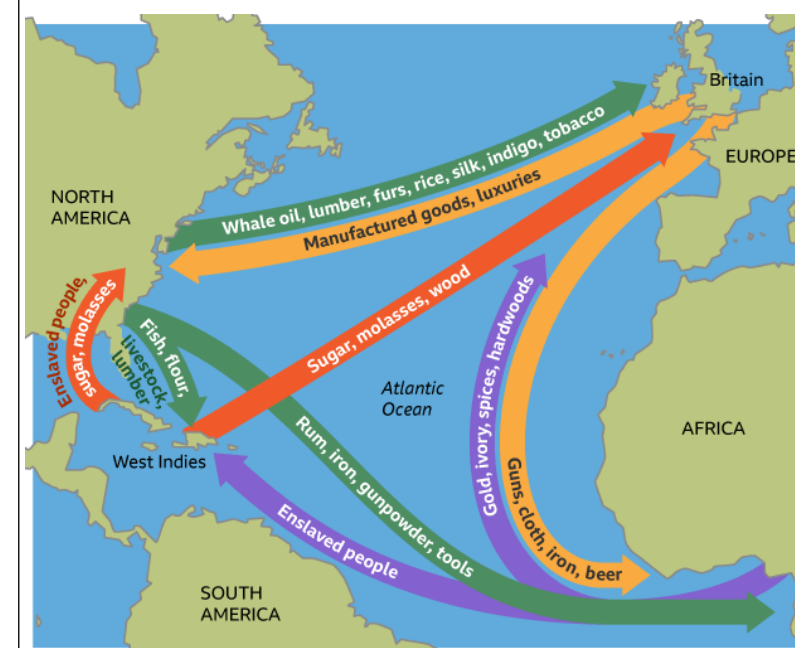 Britain
EUROPE
NORTH
AMERICA
Whale oil, lumber, furs, rice, silk, indigo, tobacco
Manufactured goods, luxuries
Enslaved people,
sugar, molasses
Fish, flour,
livestock,
lumber
Sugar, molasses, wood
Gold, ivory, spices, hardwoods
Atlantic
Ocean
AFRICA
West Indies
Rum, iron, gunpowder, tools
Guns, cloth, iron, beer
Enslaved people
SOUTH
AMERICA